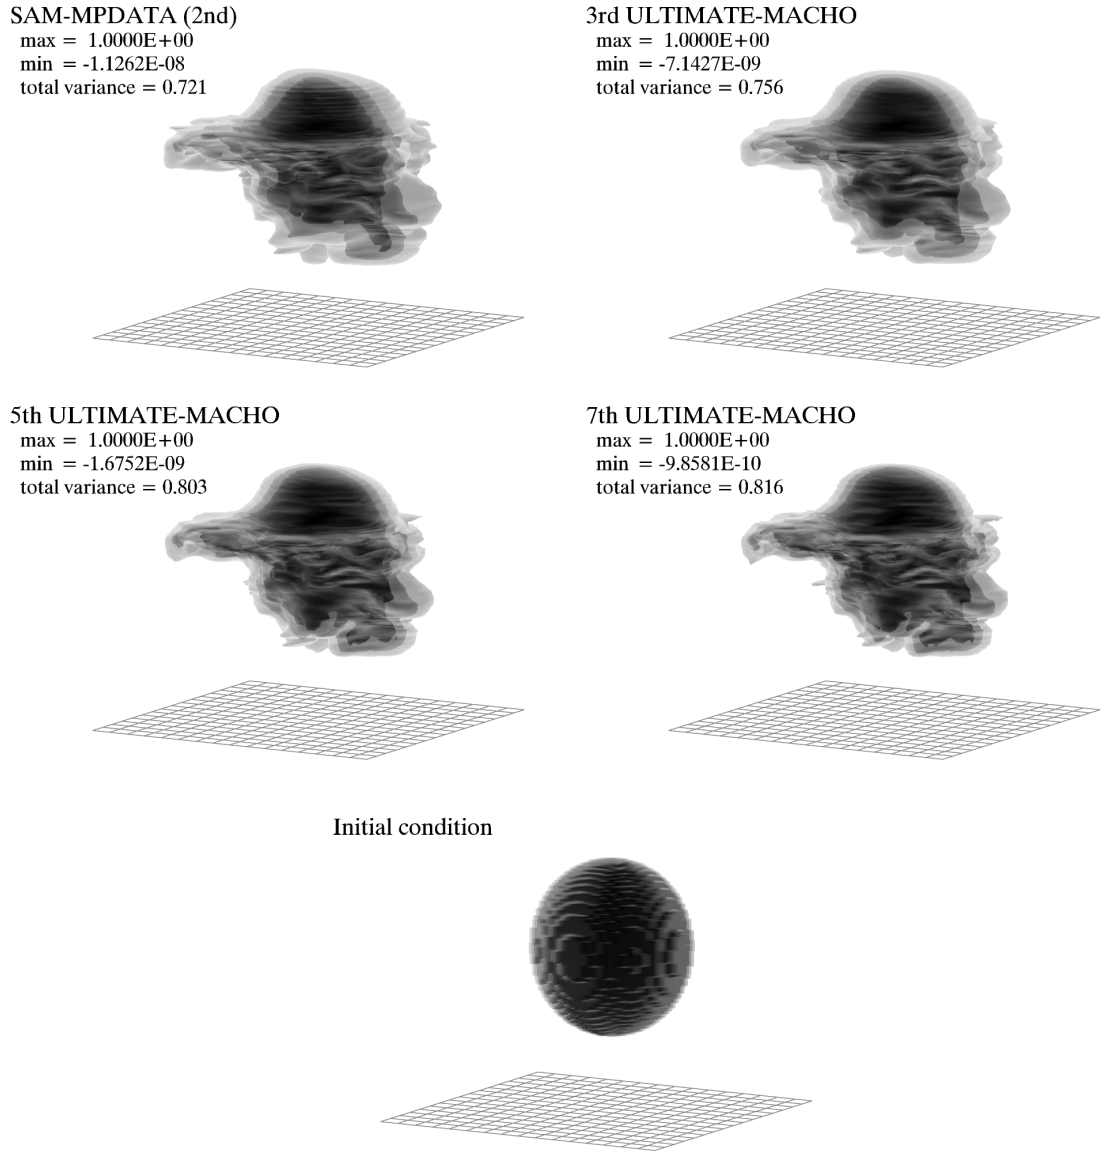 SAM-MPDATA (2nd)
max = 1.0000E+00
min = -1.1262E-08
total variance = 0.721
3rd ULTIMATE-MACHO
max = 1.0000E+00
min = -7.1427E-09
total variance = 0.756
5th ULTIMATE-MACHO
max = 1.0000E+00
min = -1.6752E-09
total variance = 0.803
7th ULTIMATE-MACHO
max = 1.0000E+00
min = -9.8581E-10
total variance = 0.816
Initial condition